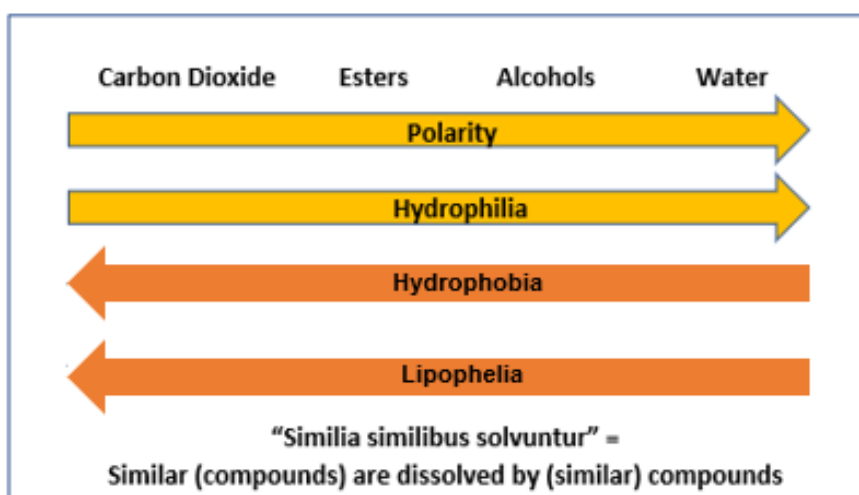 Carbon Dioxide Esters Alcohols Water
Polarity
Hydrophilia
Hydrophobia
Lipophelia
“Similia similibus solvuntur” =
Similar (compounds) are dissolved by (similar) compounds